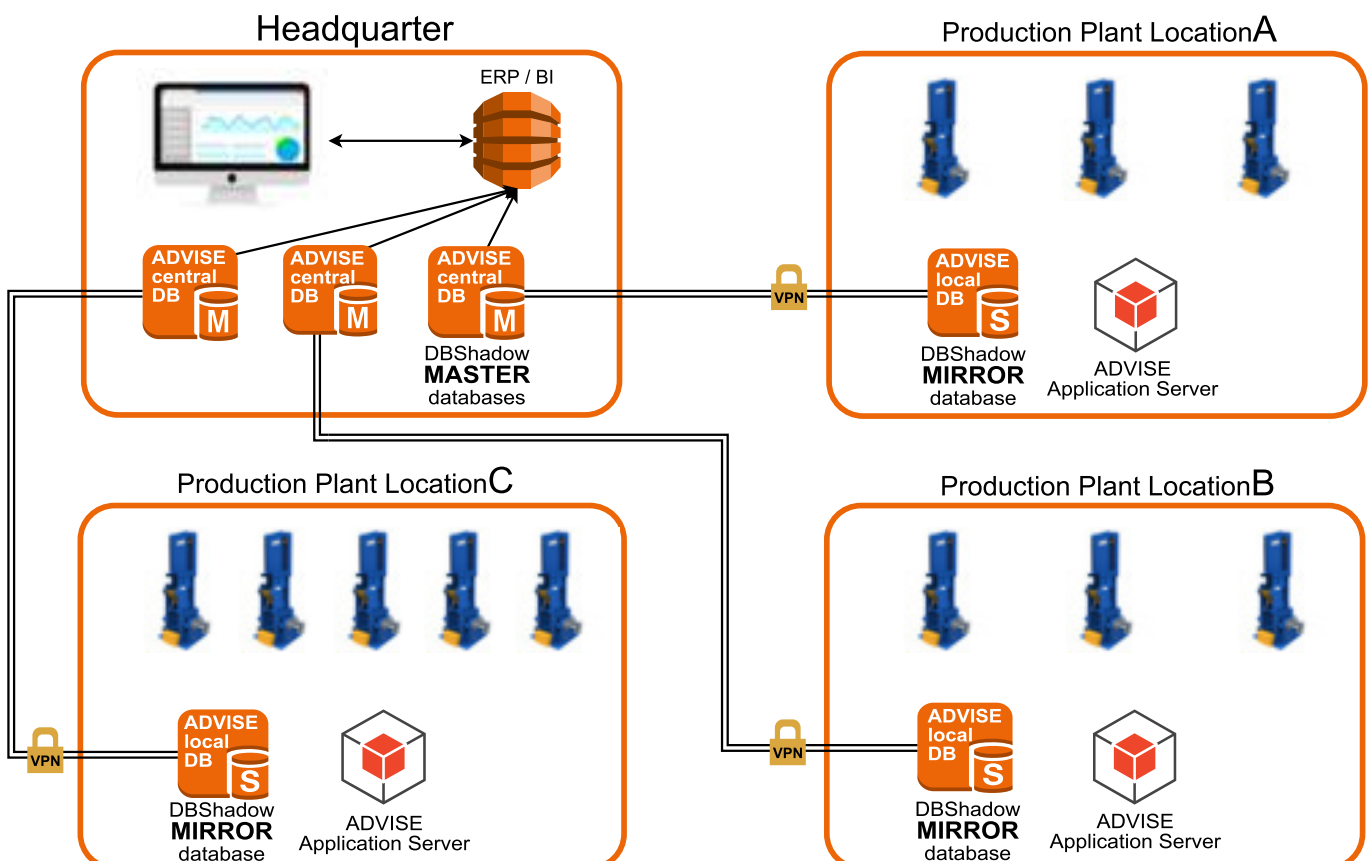 Headquarter
ERP / BI
ADVISE
central
DB
M
ADVISE
central
DB
M
ADVISE
central
DB
M
DBShadow
MASTER
databases
Production Plant LocationA
VPN
ADVISE
local
DB
S
DBShadow
MIRROR
database
ADVISE
Application Server
Production Plant LocationC
VPN
ADVISE
local
DB
S
DBShadow
MIRROR
database
ADVISE
Application Server
Production Plant LocationB
VPN
ADVISE
local
DB
S
DBShadow
MIRROR
database
ADVISE
Application Server